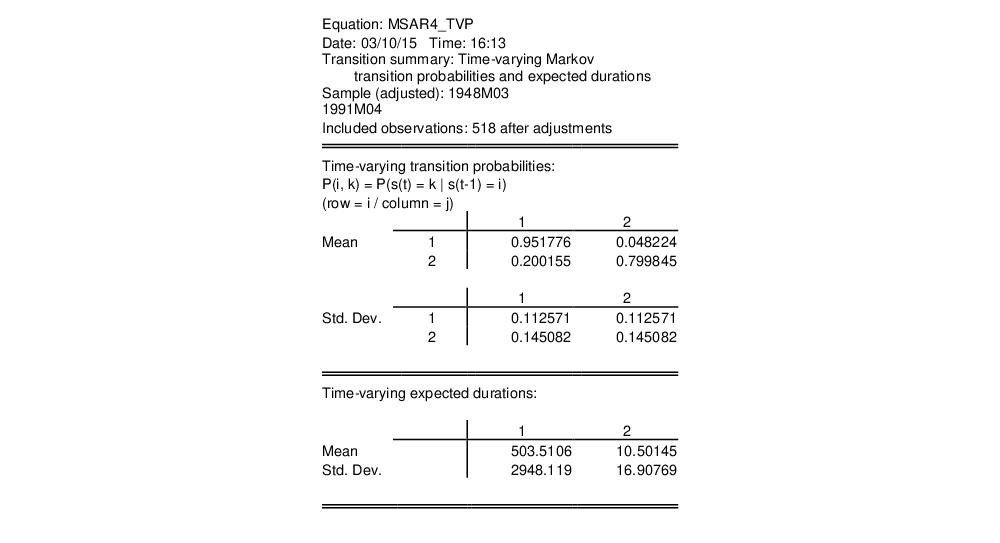 Equation: MSAR4_TVP
Date: 03/10/15 Time: 16:13
Transition summary: Time-varying Markov
transition probabilities and expected durations
Sample (adjusted): 1948M03
1991M04
Included observations: 518 after adjustments
Time-varying transition probabilities:
P(i, k) = P(s(t) = k | s(t-1) = i)
(row = i / column = j)
1 2
Mean 1 0.951776 0.048224
2 0.200155 0.799845
1 2
Std. Dev. 1 0.112571 0.112571
2 0.145082 0.145082
Time-varying expected durations:
1 2
Mean 503.5106 10.50145
Std. Dev. 2948.119 16.90769